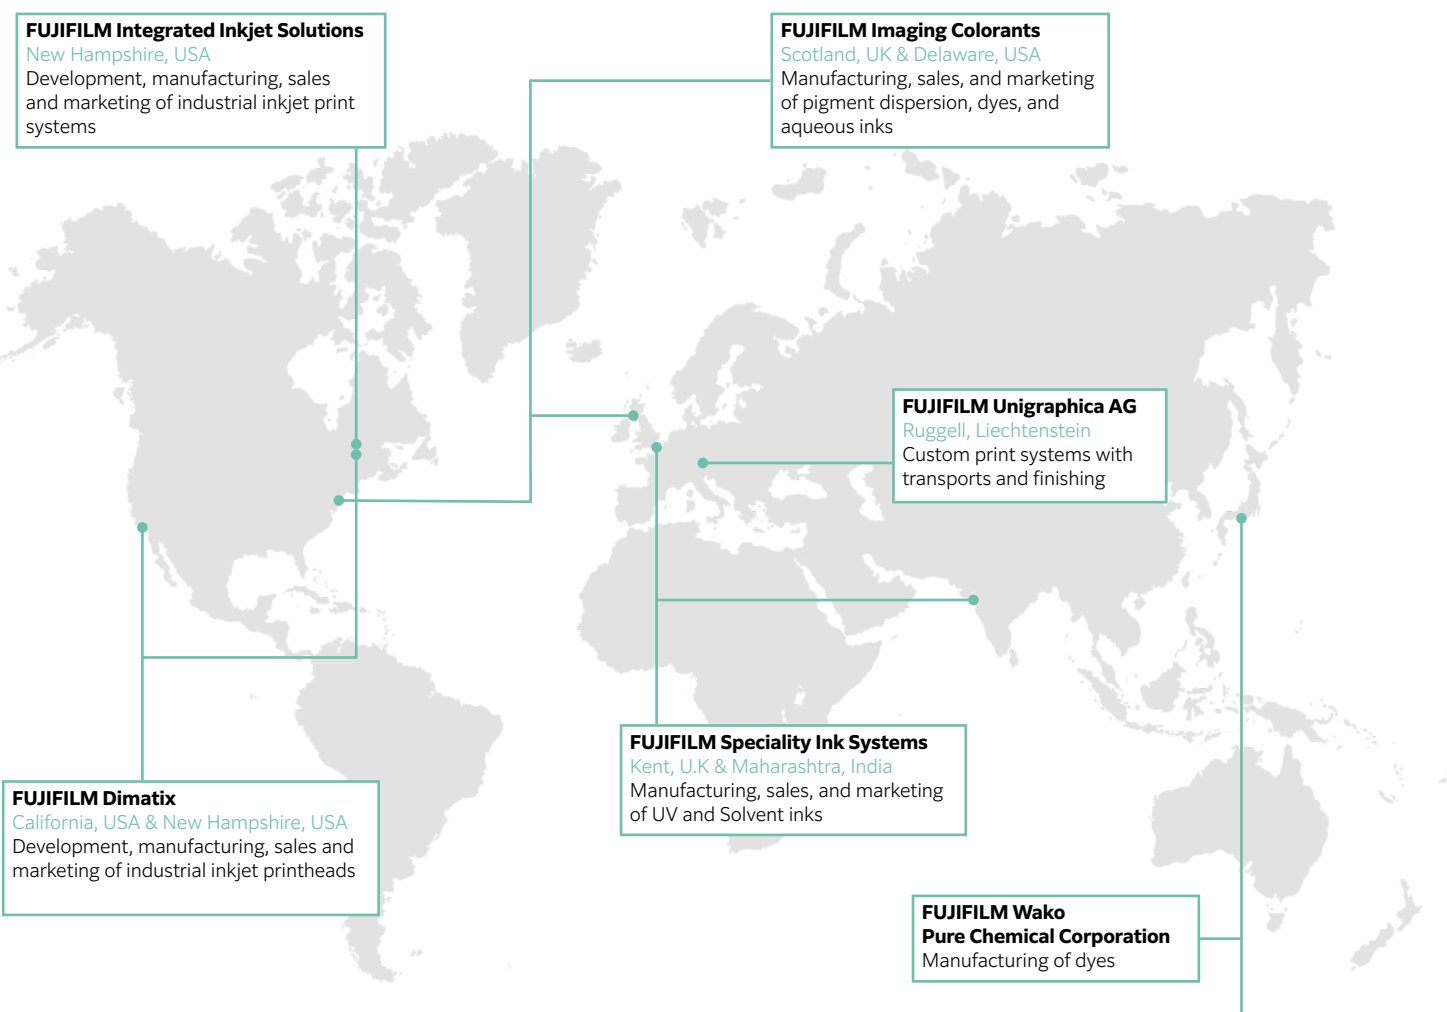 FUJIFILM Integrated Inkjet Solutions
New Hampshire, USA
Development, manufacturing, sales
and marketing of industrial inkjet print
systems
FUJIFILM Imaging Colorants
Scotland, UK & Delaware, USA
Manufacturing, sales, and marketing
of pigment dispersion, dyes, and
aqueous inks
FUJIFILM Unigraphica AG
Ruggell, Liechtenstein
Custom print systems with
transports and finishing
FUJIFILM Speciality Ink Systems
Kent, U.K & Maharashtra, India
Manufacturing, sales, and marketing
of UV and Solvent inks
FUJIFILM Dimatix
California, USA & New Hampshire, USA
Development, manufacturing, sales and
marketing of industrial inkjet printheads
FUJIFILM Wako
Pure Chemical Corporation
Manufacturing of dyes